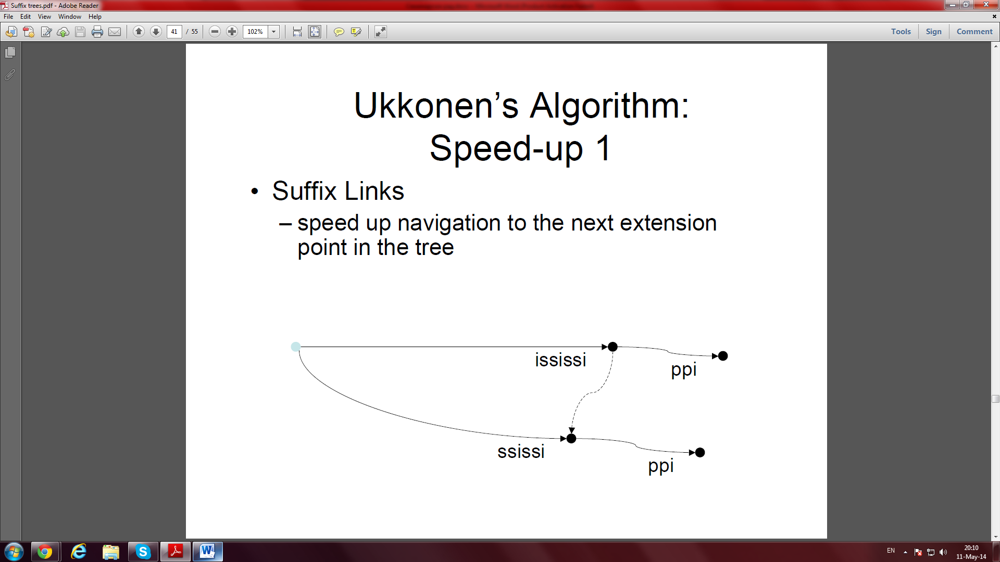 Suffix trees.pdf - Adobe Reader
File Edit View Window Help
41 / 55 102% Tools Sign Comment
Ukkonen’s Algorithm:
Speed-up 1
• Suffix Links
– speed up navigation to the next extension
point in the tree
ississi
ppi
ssissi
ppi
EN 20:10
11-May-14